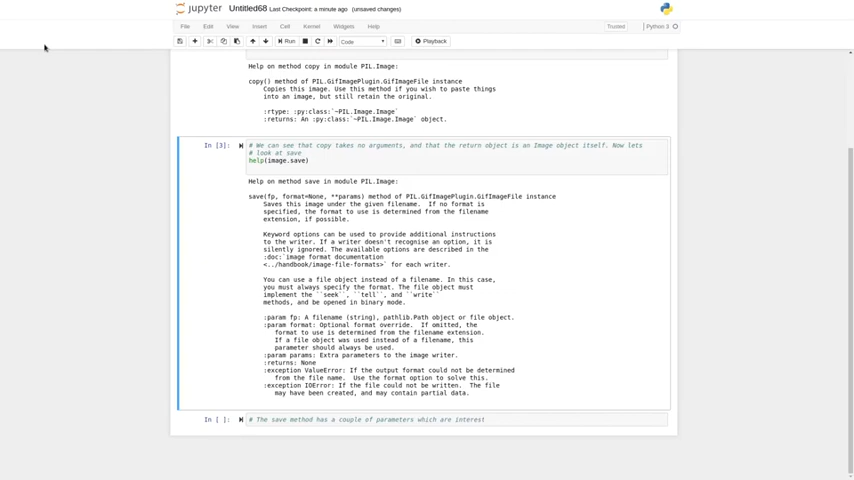 jupyter Untitled68 Last Checkpoint: a minute ago (unsaved changes)
File Edit View Insert Cell Kernel Widgets Help Trusted Python 3
Run Code Playback
Help on method copy in module PIL.Image:
copy() method of PIL.GifImagePlugin.GifImageFile instance
Copies this image. Use this method if you wish to paste things
into an image, but still retain the original.
:rtype: :py:class:`~PIL.Image.Image`
:returns: An :py:class:`~PIL.Image.Image` object.
In [3]: # We can see that copy takes no arguments, and that the return object is an Image object itself. Now lets
# look at save
help(image.save)
Help on method save in module PIL.Image:
save(fp, format=None, **params) method of PIL.GifImagePlugin.GifImageFile instance
Saves this image under the given filename.  If no format is
specified, the format to use is determined from the filename
extension, if possible.
Keyword options can be used to provide additional instructions
to the writer. If a writer doesn't recognise an option, it is
silently ignored. The available options are described in the
:doc:`image format documentation
<../handbook/image-file-formats>` for each writer.
You can use a file object instead of a filename. In this case,
you must always specify the format. The file object must
implement the ``seek``, ``tell``, and ``write``
methods, and be opened in binary mode.
:param fp: A filename (string), pathlib.Path object or file object.
:param format: Optional format override.  If omitted, the
format to use is determined from the filename extension.
If a file object was used instead of a filename, this
parameter should always be used.
:param params: Extra parameters to the image writer.
:returns: None
:exception ValueError: If the output format could not be determined
from the file name.  Use the format option to solve this.
:exception IOError: If the file could not be written.  The file
may have been created, and may contain partial data.
In [ ]: # The save method has a couple of parameters which are interest